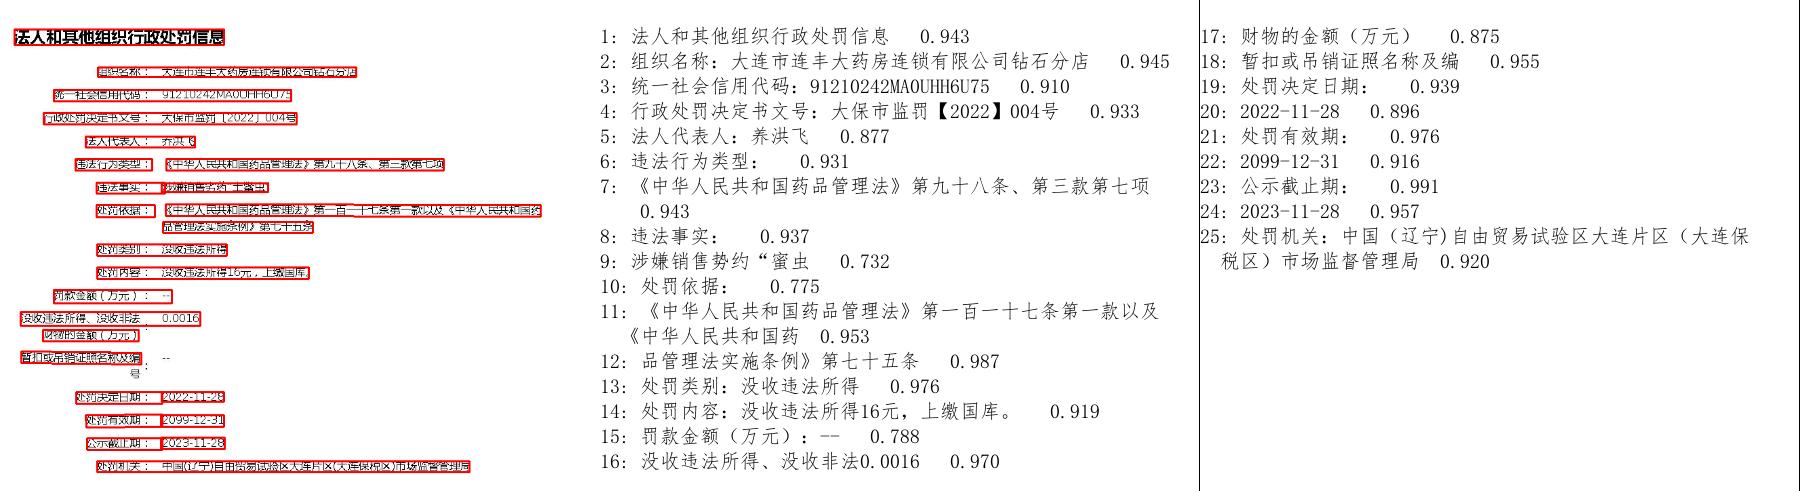 法人和其他组织行政处罚信息
组织名称： 大连市连丰大药房连锁有限公司钻石分店
统一社会信用代码： 91210242MA0UHH6U75
行政处罚决定书文号： 大保市监罚〔2022〕004号
法人代表人： 乔洪飞
违法行为类型： 《中华人民共和国药品管理法》第九十八条、第三款第七项
违法事实： 涉嫌销售劣药“土鳖虫
处罚依据： 《中华人民共和国药品管理法》第一百一十七条第一款以及《中华人民共和国药
品管理法实施条例》第七十五条
处罚类别： 没收违法所得
处罚内容： 没收违法所得16元，上缴国库。
罚款金额（万元）： --
没收违法所得、没收非法 0.0016
财物的金额（万元）：
暂扣或吊销证照名称及编 --
号：
处罚决定日期： 2022-11-28
处罚有效期： 2099-12-31
公示截止期： 2023-11-28
处罚机关： 中国(辽宁)自由贸易试验区大连片区(大连保税区)市场监督管理局
1: 法人和其他组织行政处罚信息 0.943
2: 组织名称: 大连市连丰大药房连锁有限公司钻石分店 0.945
3: 统一社会信用代码: 91210242MA0UHH6U75 0.910
4: 行政处罚决定书文号: 大保市监罚【2022】004号 0.933
5: 法人代表人: 养洪飞 0.877
6: 违法行为类型: 0.931
7: 《中华人民共和国药品管理法》第九十八条、第三款第七项
0.943
8: 违法事实: 0.937
9: 涉嫌销售势约“蜜虫 0.732
10: 处罚依据: 0.775
11: 《中华人民共和国药品管理法》第一百一十七条第一款以及
《中华人民共和国药 0.953
12: 品管理法实施条例》第七十五条 0.987
13: 处罚类别: 没收违法所得 0.976
14: 处罚内容: 没收违法所得16元，上缴国库。 0.919
15: 罚款金额（万元）: -- 0.788
16: 没收违法所得、没收非法0.0016 0.970
17: 财物的金额（万元） 0.875
18: 暂扣或吊销证照名称及编 0.955
19: 处罚决定日期: 0.939
20: 2022-11-28 0.896
21: 处罚有效期: 0.976
22: 2099-12-31 0.916
23: 公示截止期: 0.991
24: 2023-11-28 0.957
25: 处罚机关: 中国（辽宁)自由贸易试验区大连片区（大连保
税区）市场监督管理局 0.920